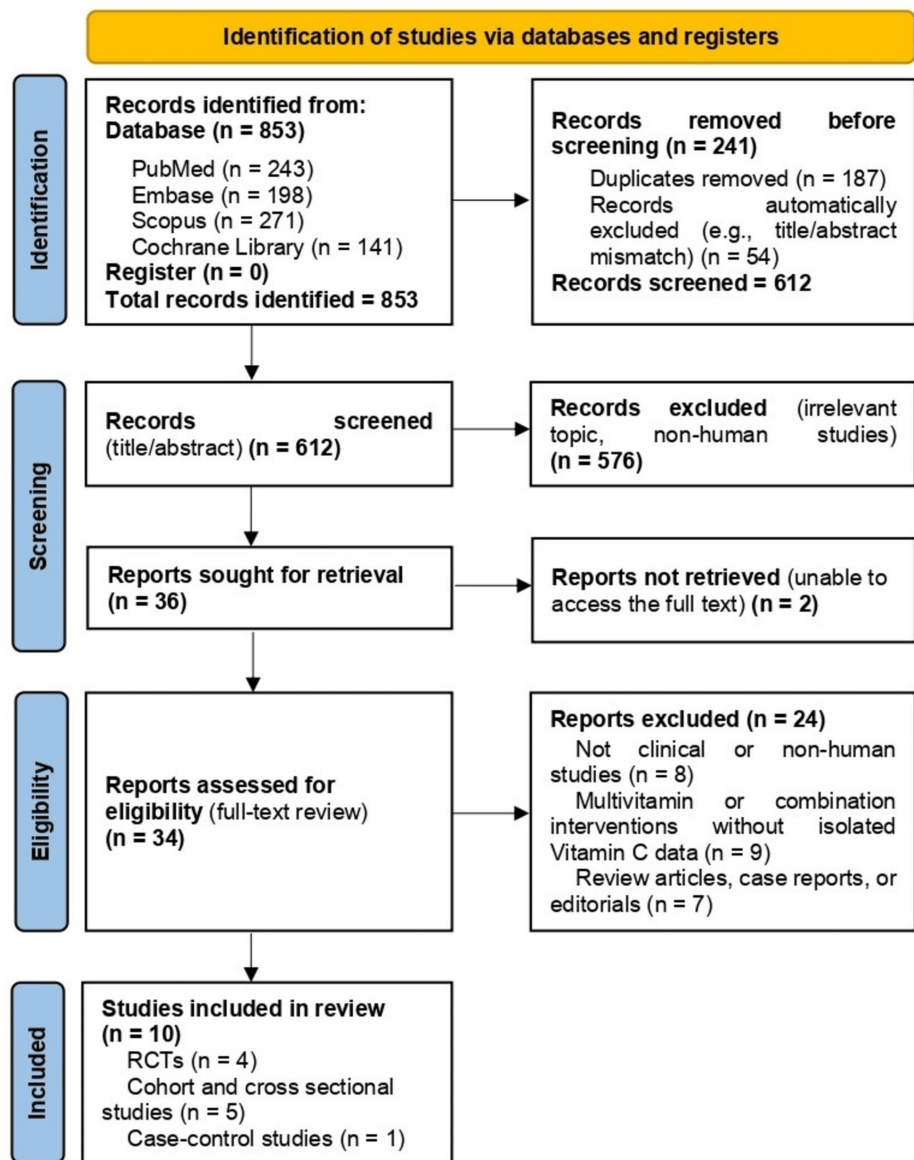 Identification of studies via databases and registers
Identification
Records identified from:
Database (n = 853)
PubMed (n = 243)
Embase (n = 198)
Scopus (n = 271)
Cochrane Library (n = 141)
Register (n = 0)
Total records identified = 853
Records removed before
screening (n = 241)
Duplicates removed (n = 187)
Records automatically
excluded (e.g., title/abstract
mismatch) (n = 54)
Records screened = 612
Screening
Records screened
(title/abstract) (n = 612)
Records excluded (irrelevant
topic, non-human studies)
(n = 576)
Reports sought for retrieval
(n = 36)
Reports not retrieved (unable to
access the full text) (n = 2)
Eligibility
Reports assessed for
eligibility (full-text review)
(n = 34)
Reports excluded (n = 24)
Not clinical or non-human
studies (n = 8)
Multivitamin or combination
interventions without isolated
Vitamin C data (n = 9)
Review articles, case reports, or
editorials (n = 7)
Included
Studies included in review
(n = 10)
RCTs (n = 4)
Cohort and cross sectional
studies (n = 5)
Case-control studies (n = 1)